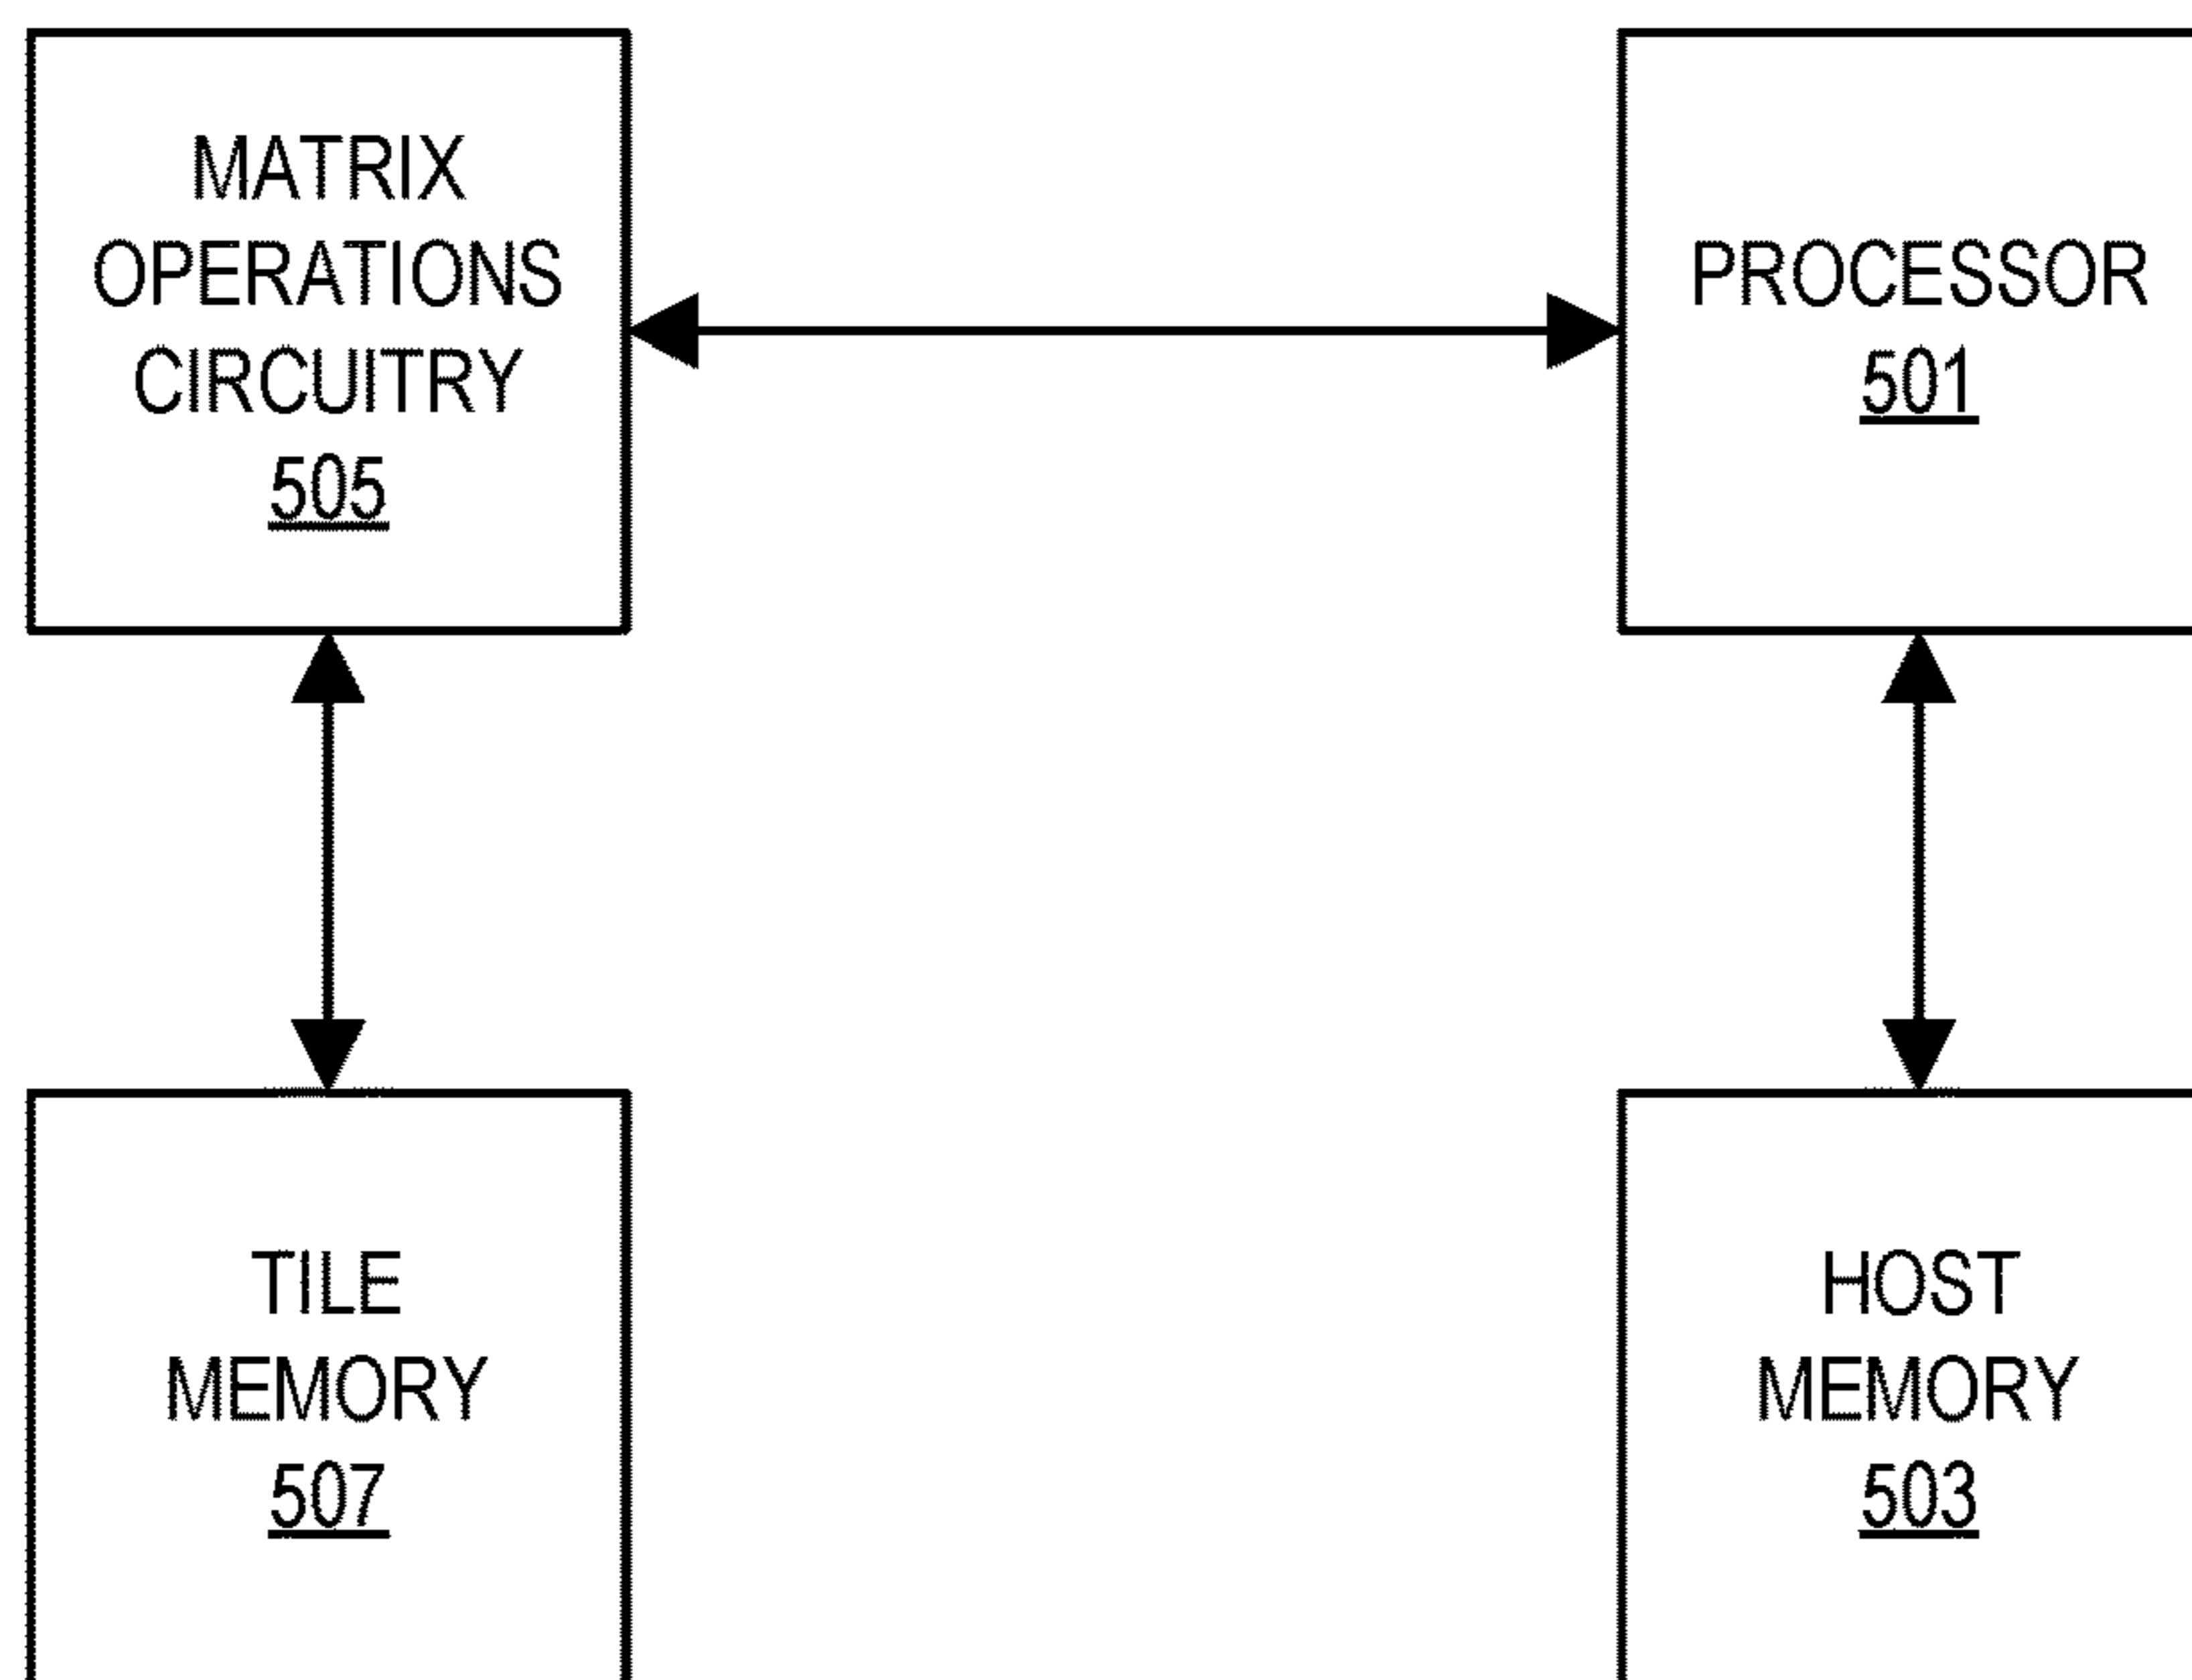 MATRIX
OPERATIONS
CIRCUITRY
505
PROCESSOR
501
TILE
MEMORY
507
HOST
MEMORY
503